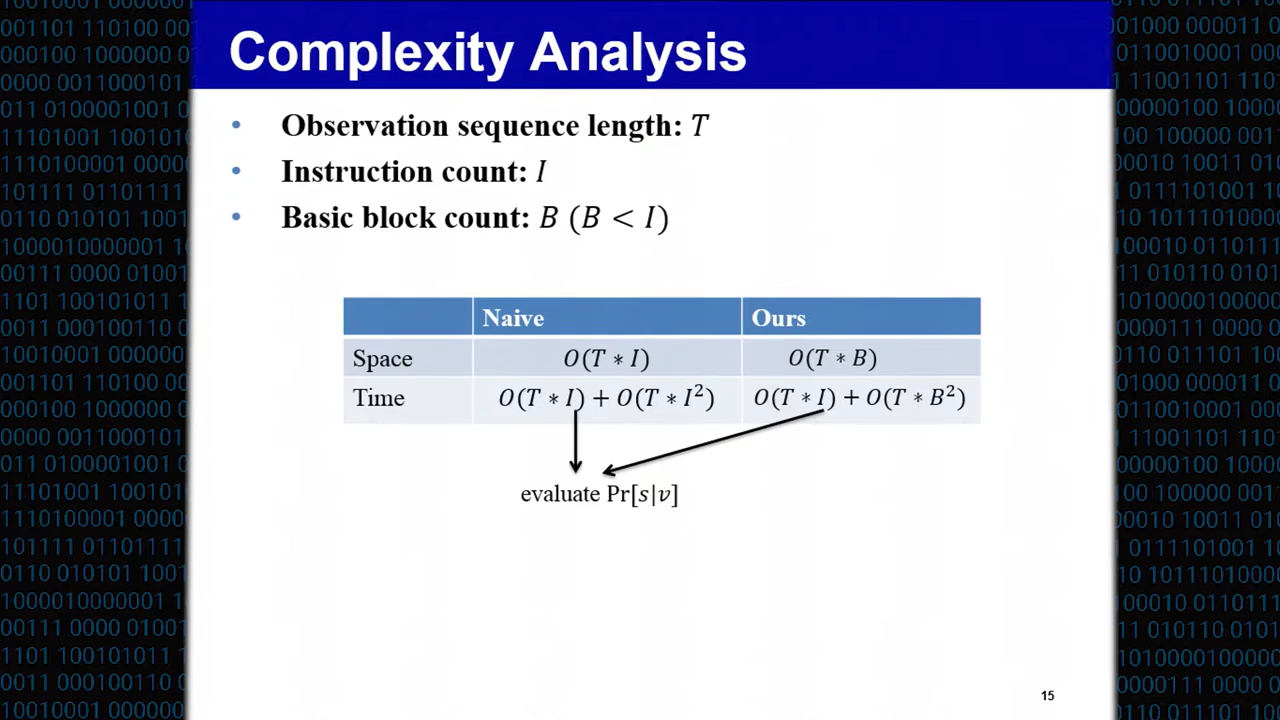 Complexity Analysis
• Observation sequence length: T
• Instruction count: I
• Basic block count: B (B < I)
Naive Ours
Space O(T ∗ I) O(T ∗ B)
Time O(T ∗ I) + O(T ∗ I²) O(T ∗ I) + O(T ∗ B²)
evaluate Pr[s|v]
15